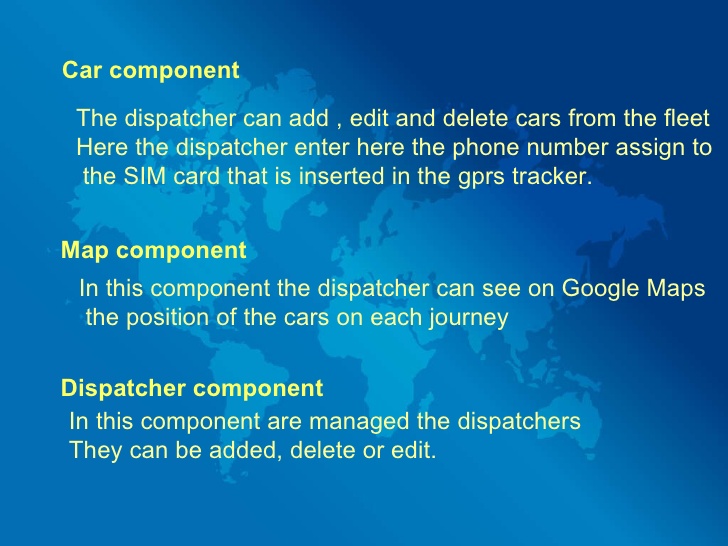 Car component
The dispatcher can add , edit and delete cars from the fleet
Here the dispatcher enter here the phone number assign to
the SIM card that is inserted in the gprs tracker.
Map component
In this component the dispatcher can see on Google Maps
the position of the cars on each journey
Dispatcher component
In this component are managed the dispatchers
They can be added, delete or edit.